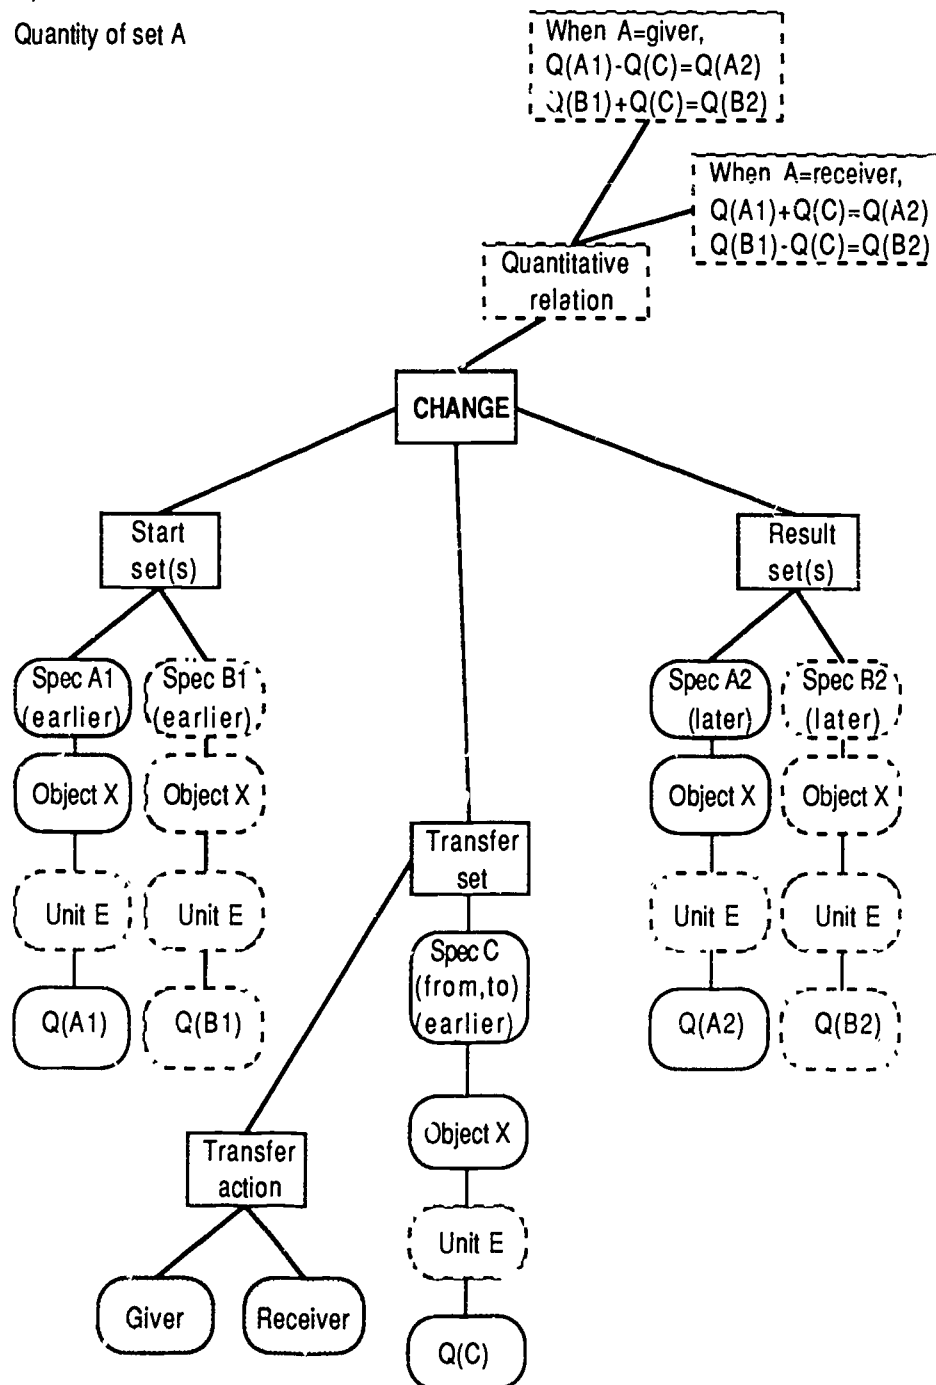 Quantity of set A
When A=giver,
Q(A1)-Q(C)=Q(A2)
Q(B1)+Q(C)=Q(B2)
When A=receiver,
Q(A1)+Q(C)=Q(A2)
Q(B1)-Q(C)=Q(B2)
Quantitative
relation
CHANGE
Start
set(s)
Result
set(s)
Spec A1
(earlier)
Spec B1
(earlier)
Spec A2
(later)
Spec B2
(later)
Object X
Object X
Object X
Object X
Transfer
set
Unit E
Unit E
Unit E
Unit E
Spec C
(from,to)
(earlier)
Q(A1)
Q(B1)
Q(A2)
Q(B2)
Transfer
action
Object X
Unit E
Giver
Receiver
Q(C)